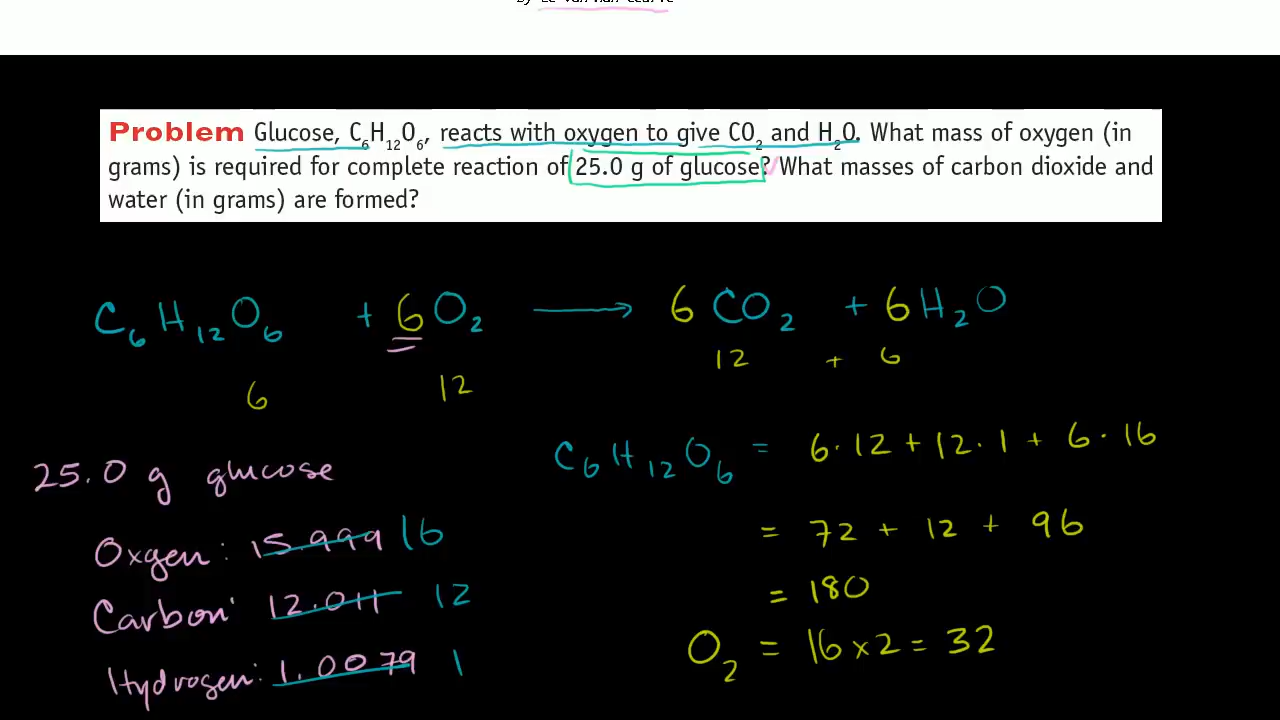 Problem Glucose, C₆H₁₂O₆, reacts with oxygen to give CO₂ and H₂O. What mass of oxygen (in
grams) is required for complete reaction of 25.0 g of glucose? What masses of carbon dioxide and
water (in grams) are formed?
C₆H₁₂O₆ + 6O₂ → 6CO₂ + 6H₂O
6 12 12 + 6
C₆H₁₂O₆ = 6·12 + 12·1 + 6·16
25.0 g glucose
= 72 + 12 + 96
Oxgen: 15.999 16
= 180
Carbon: 12.011 12
O₂ = 16 x 2 = 32
Hydrogen: 1.0079 1